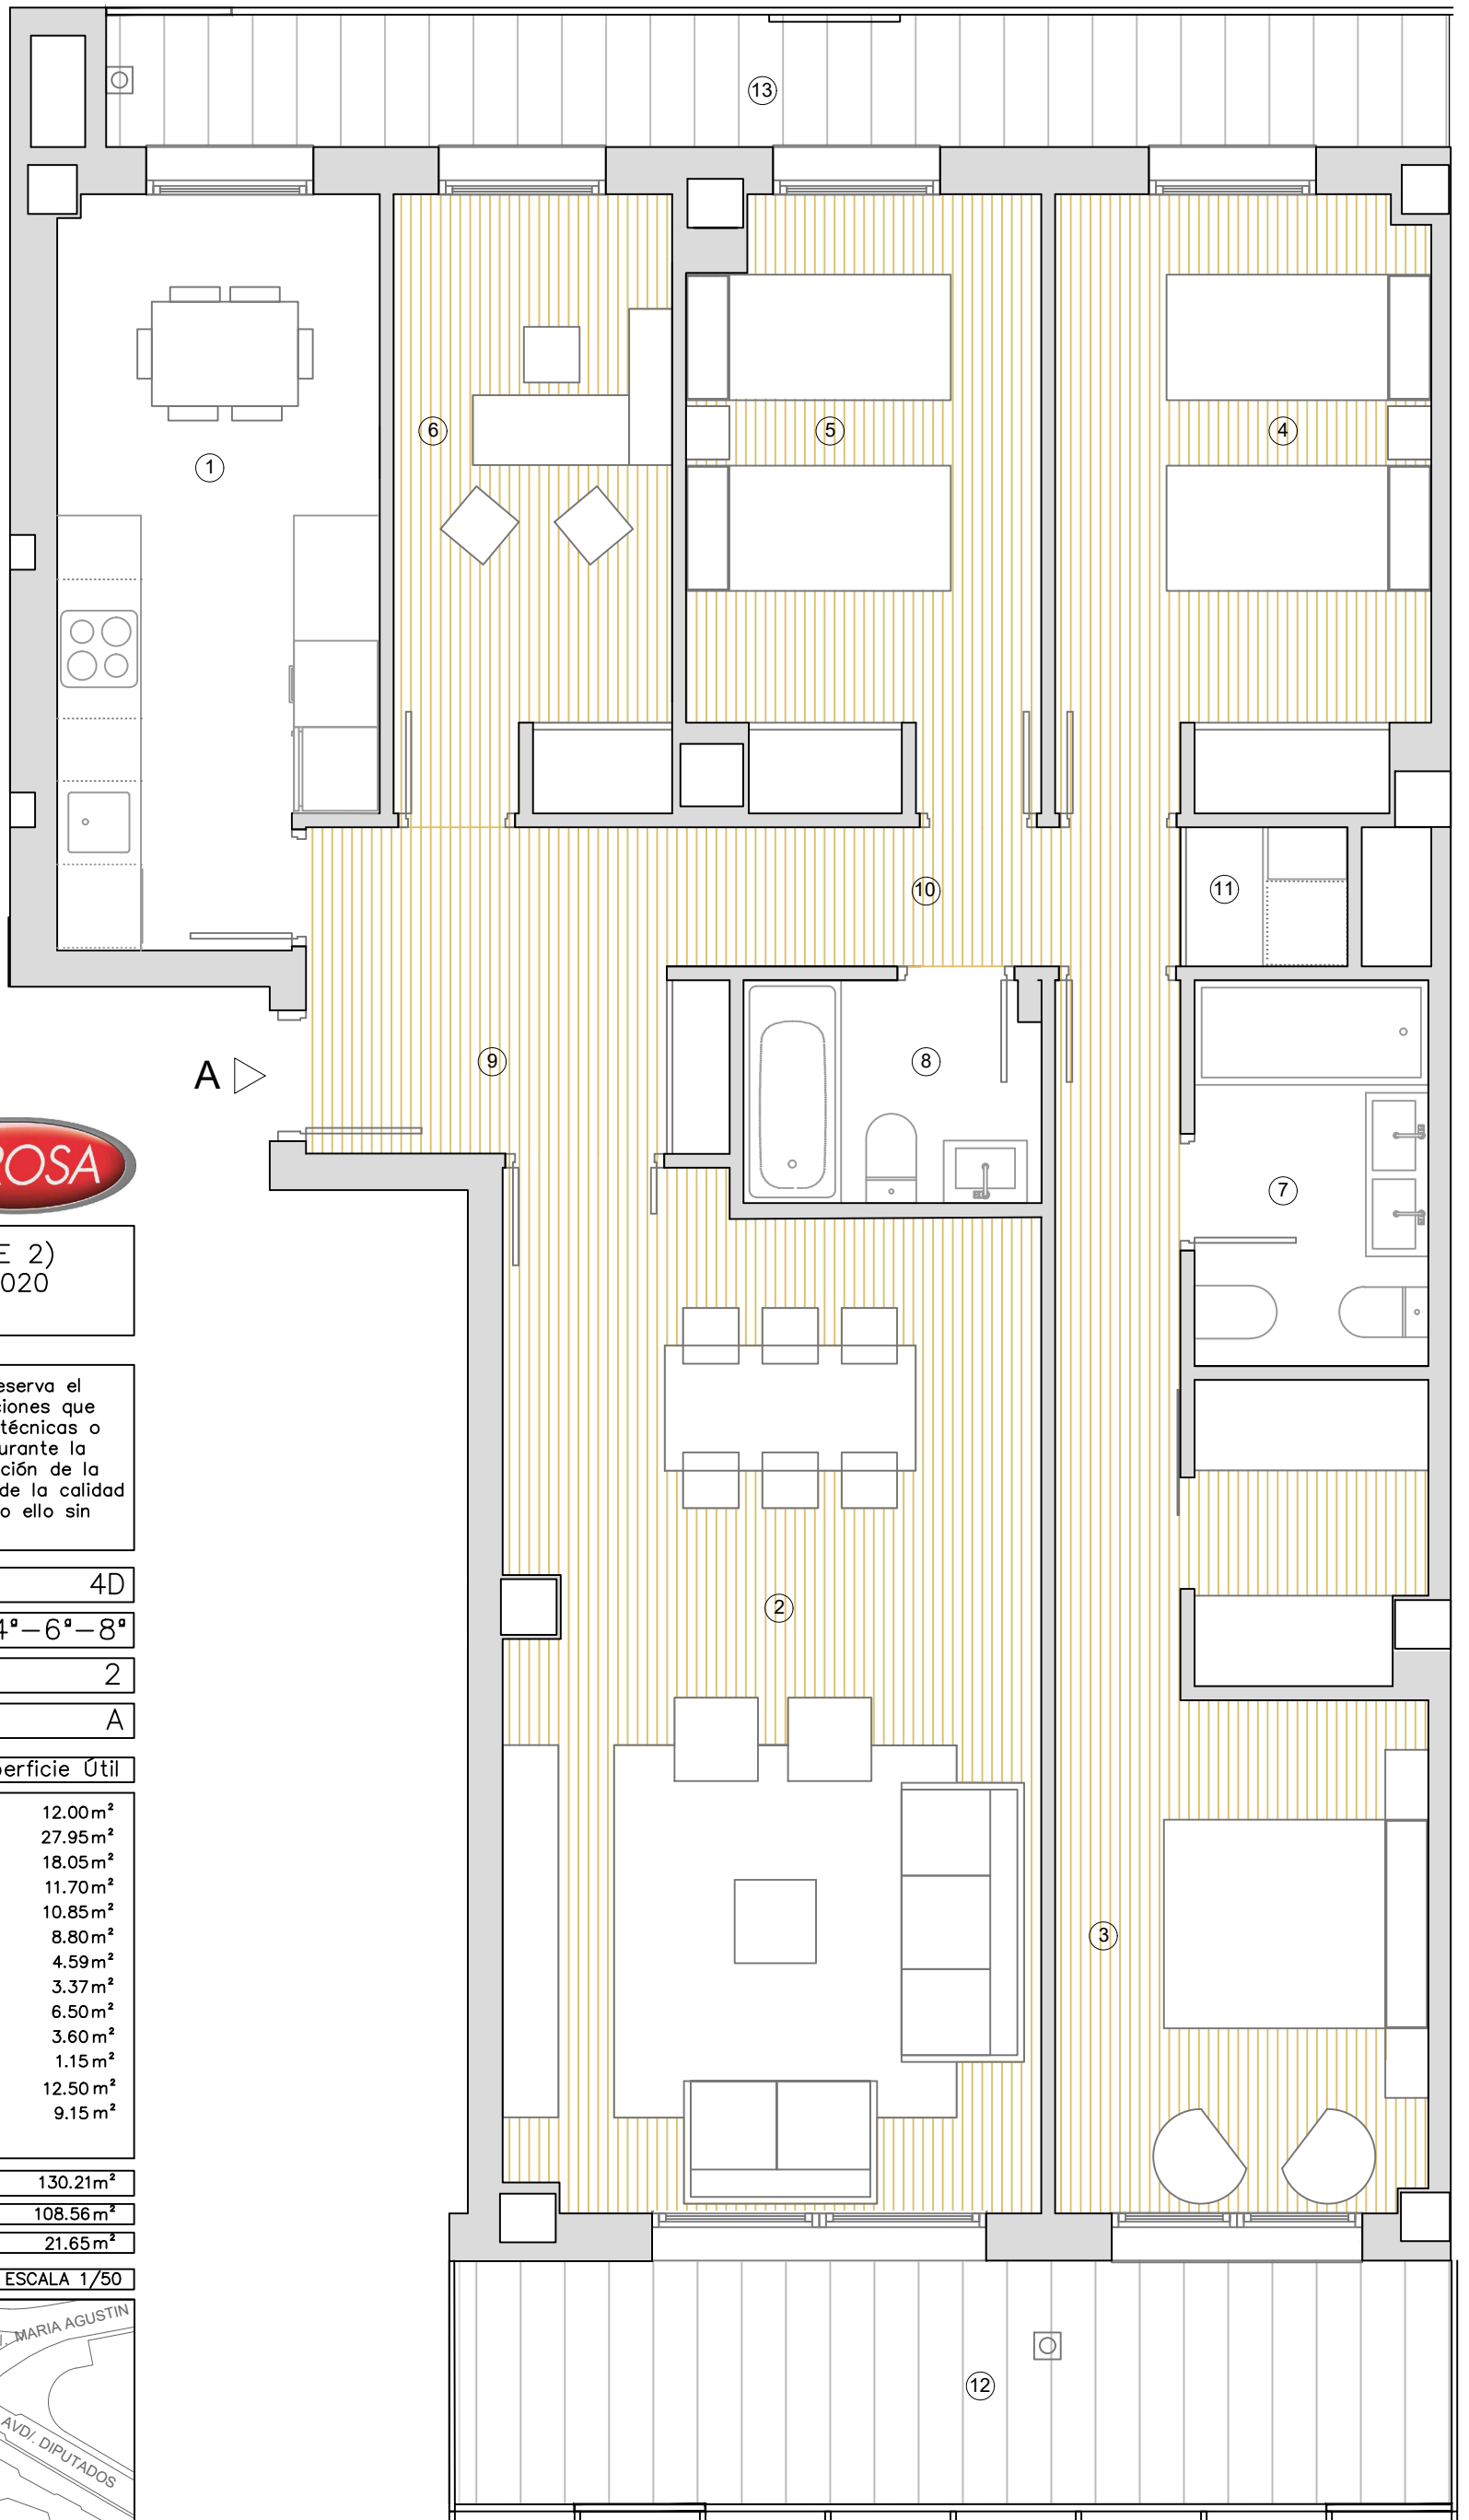 13
6
5
4
1
10
11
9
8
A
7
2
3
12
ROSA
E 2)
020
eserva el
ciones que
técnicas o
urante la
ción de la
de la calidad
o ello sin
4D
4ª-6ª-8ª
2
A
erficie Útil
12.00m²
27.95m²
18.05m²
11.70m²
10.85m²
8.80m²
4.59m²
3.37m²
6.50m²
3.60m²
1.15m²
12.50m²
9.15m²
130.21m²
108.56m²
21.65m²
ESCALA 1/50
/. MARIA AGUSTIN
AVD/. DIPUTADOS